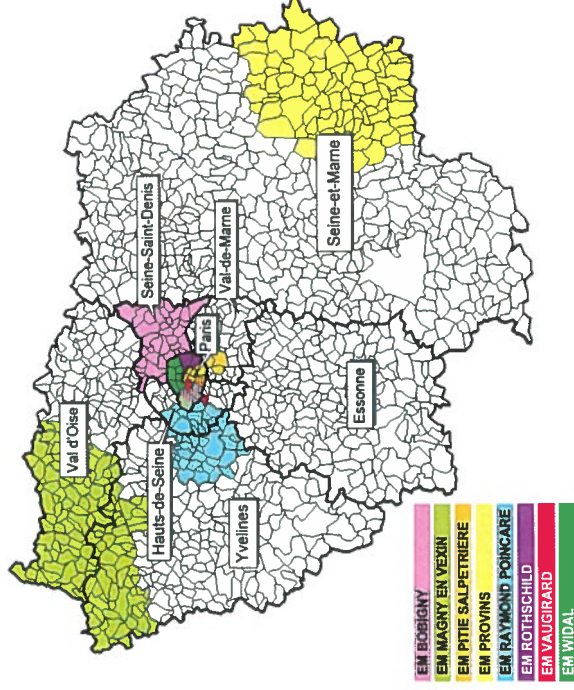 Val d'Oise
Seine-Saint-Denis
Val-de-Marne
Paris
Seine-et-Marne
Hauts-de-Seine
Yvelines
Essonne
EM BOBIGNY
EM MAGNY EN VEXIN
EM PITIE SALPETRIERE
EM PROVINS
EM RAYMOND POINCARE
EM ROTHSCHILD
EM VAUGIRARD
EM WIDAL